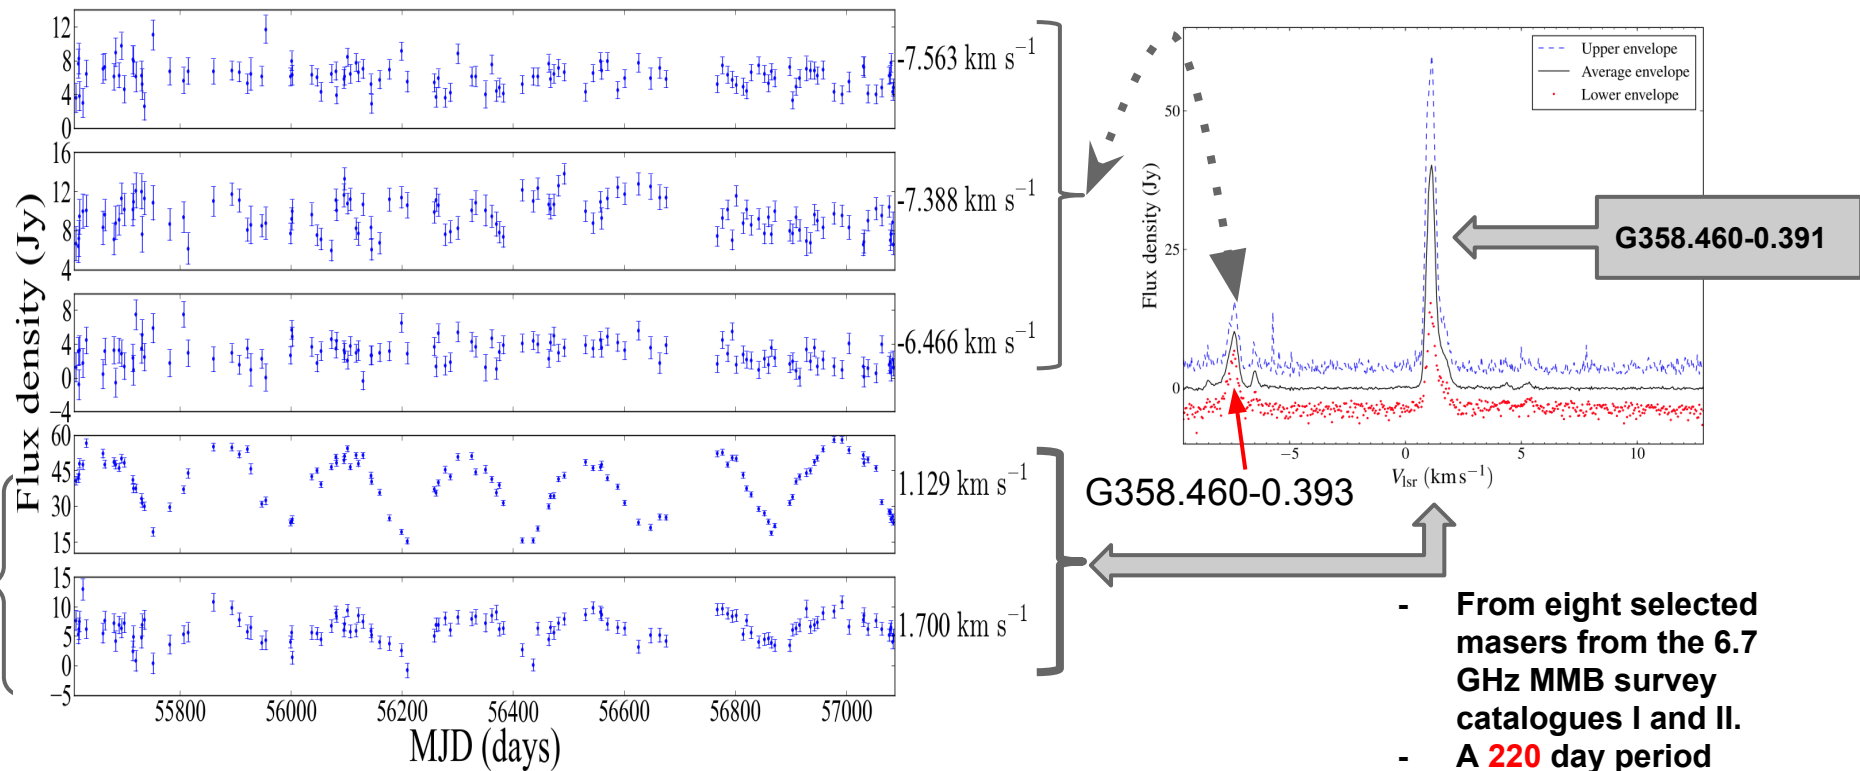 Flux density (Jy)
12
8
4
0
-7.563 km s⁻¹
16
12
8
4
-7.388 km s⁻¹
8
4
0
−4
-6.466 km s⁻¹
60
45
30
15
1.129 km s⁻¹
15
10
5
0
−5
1.700 km s⁻¹
55800 56000 56200 56400 56600 56800 57000
MJD (days)
Upper envelope
Average envelope
Lower envelope
Flux density (Jy)
50
25
0
−5 0 5 10
Vlsr (km s⁻¹)
G358.460-0.391
G358.460-0.393
- From eight selected
masers from the 6.7
GHz MMB survey
catalogues I and II.
- A 220 day period